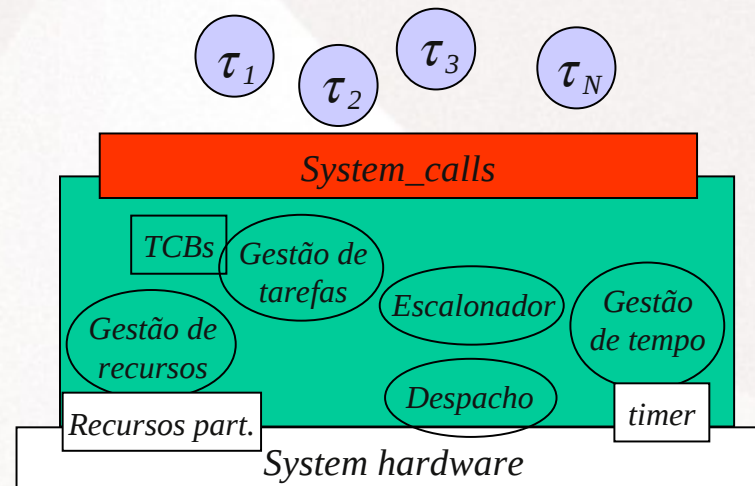 τ1
τ2
τ3
τN
System_calls
TCBs
Gestão de
tarefas
Escalonador
Gestão
de tempo
Gestão de
recursos
Despacho
Recursos part.
timer
System hardware